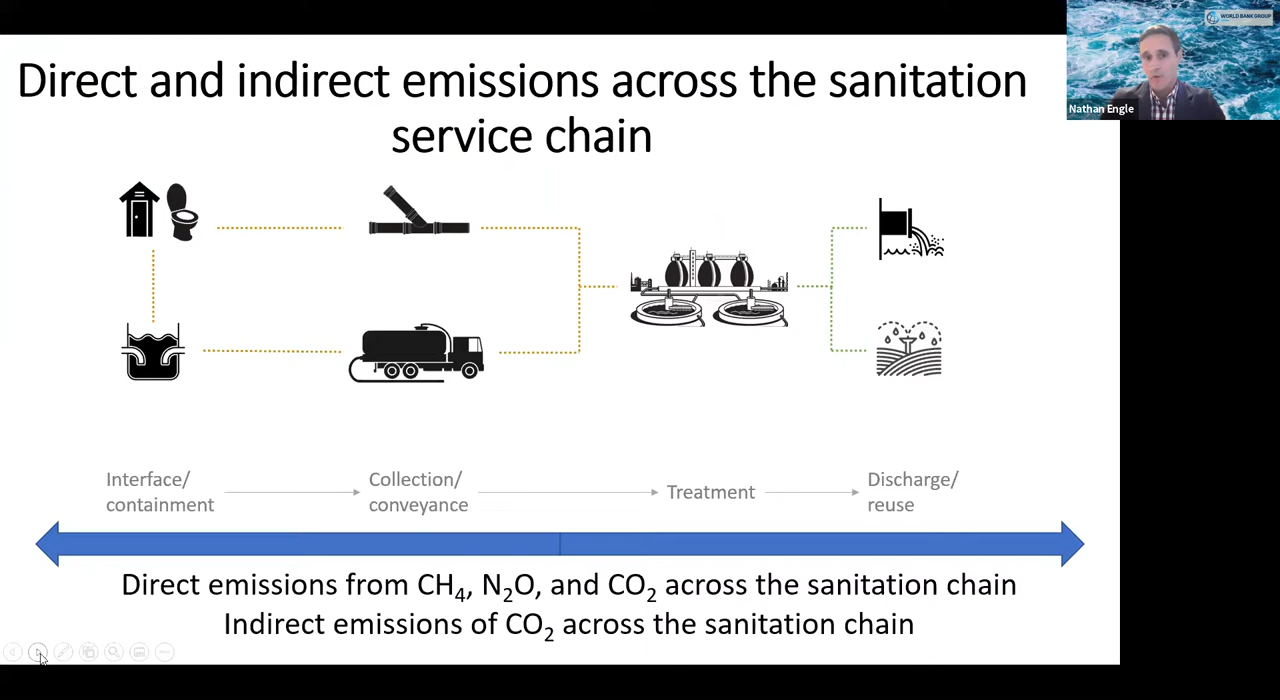 WORLD BANK GROUP
Nathan Engle
Direct and indirect emissions across the sanitation
service chain
Interface/
containment
Collection/
conveyance
Treatment
Discharge/
reuse
Direct emissions from CH₄, N₂O, and CO₂ across the sanitation chain
Indirect emissions of CO₂ across the sanitation chain